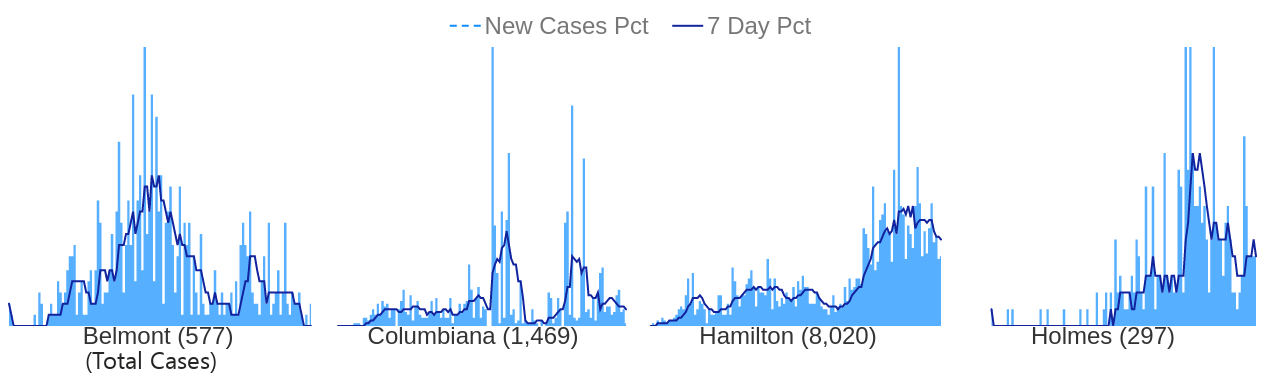 New Cases Pct 7 Day Pct
Belmont (577) Columbiana (1,469) Hamilton (8,020) Holmes (297)
(Total Cases)